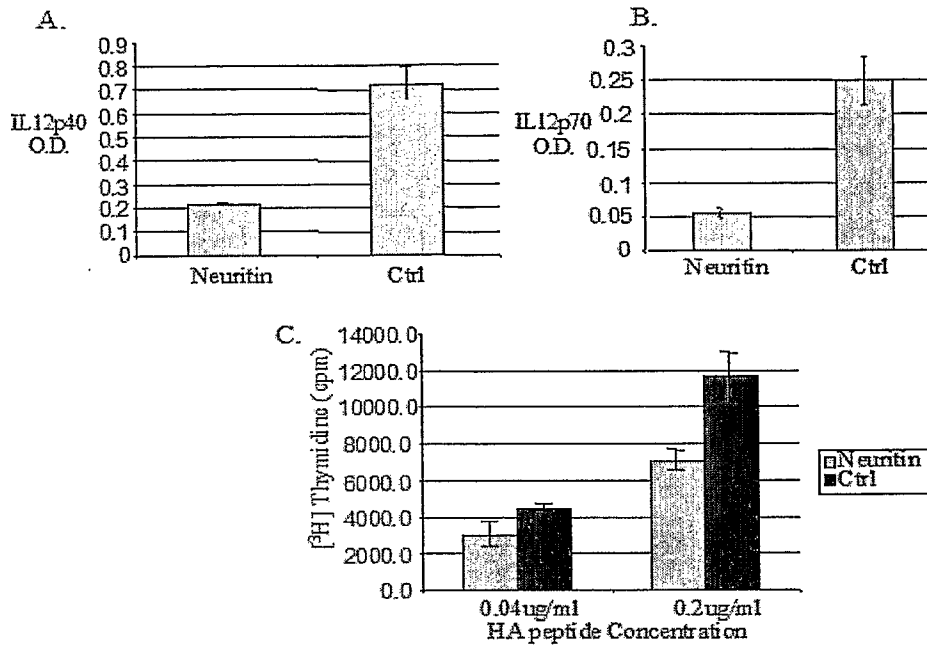 A.
0.9
0.8
0.7
0.6
0.5
0.4
0.3
0.2
0.1
0
IL12p40
O.D.
Neuritin
Ctrl
B.
0.3
0.25
0.2
0.15
0.1
0.05
0
IL12p70
O.D.
Neuritin
Ctrl
C.
14000.0
12000.0
10000.0
8000.0
6000.0
4000.0
2000.0
0.0
[³H] Thymidine (cpm)
0.04ug/ml
0.2ug/ml
HA peptide Concentration
Neuritin
Ctrl